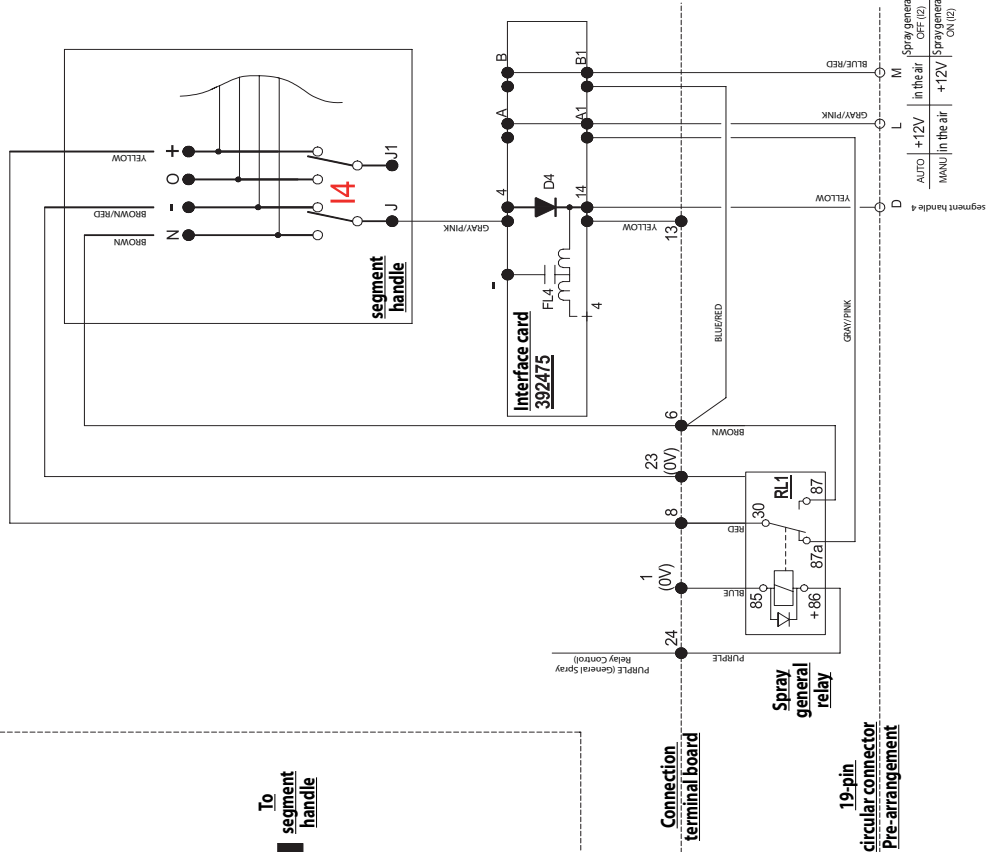 YELLOW
BROWN/RED
BROWN
+
O
-
N
I4
J1
J
segment
handle
GRAY/PINK
B
A
4
-
B1
A1
14
D4
FL4
4
Interface card
392475
YELLOW
13
BLUE/RED
GRAY/PINK
YELLOW
BLUE/RED
GRAY/PINK
M
L
D
segment handle 4
AUTO
+12V
in the air
Spray genera
OFF (I2)
MANU
in the air
+12V
Spray genera
ON (I2)
6
BROWN
23
(0V)
8
RED
1
(0V)
BLUE
24
PURPLE
PURPLE (General Spray
Relay Control)
RL1
30
87
87a
85
+86
Spray
general
relay
To
segment
handle
Connection
terminal board
19-pin
circular connector
Pre-arrangement